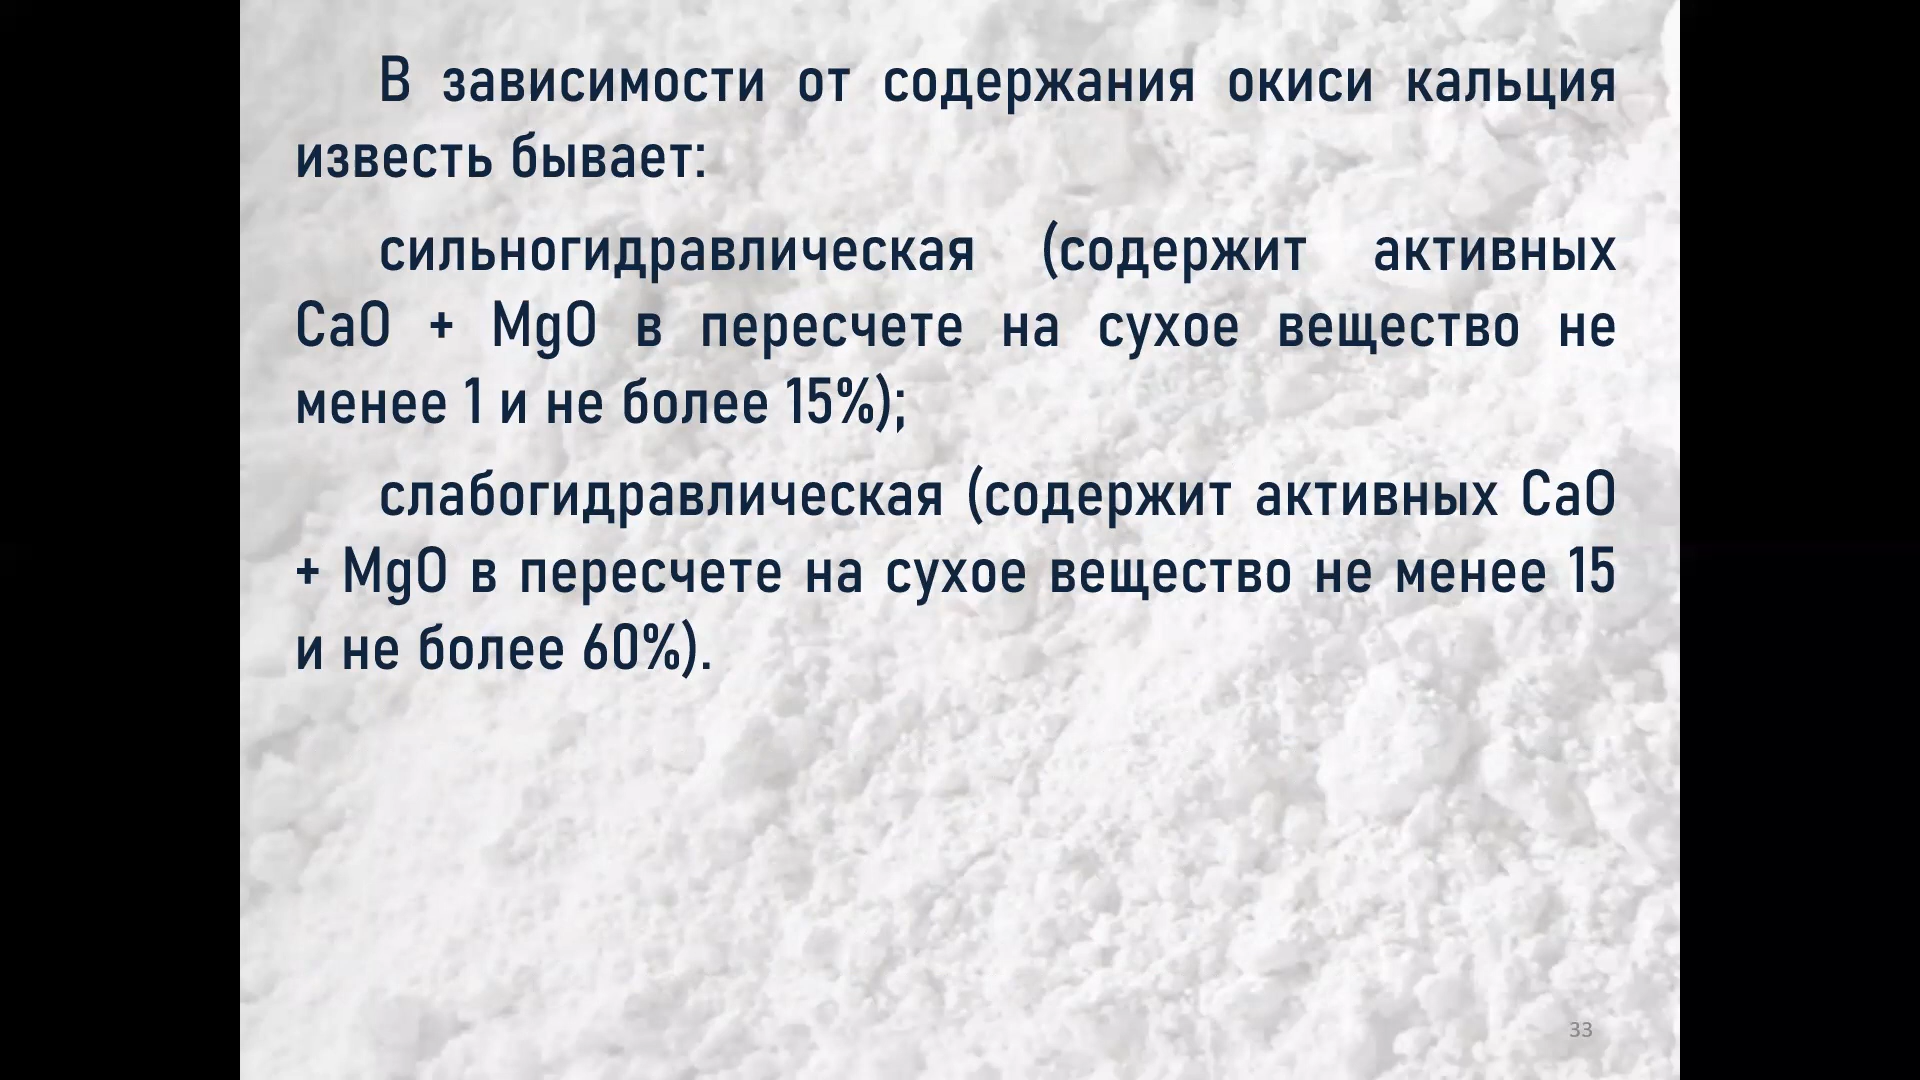 В зависимости от содержания окиси кальция
известь бывает:
сильногидравлическая (содержит активных
CaO + MgO в пересчете на сухое вещество не
менее 1 и не более 15%);
слабогидравлическая (содержит активных CaO
+ MgO в пересчете на сухое вещество не менее 15
и не более 60%).
33